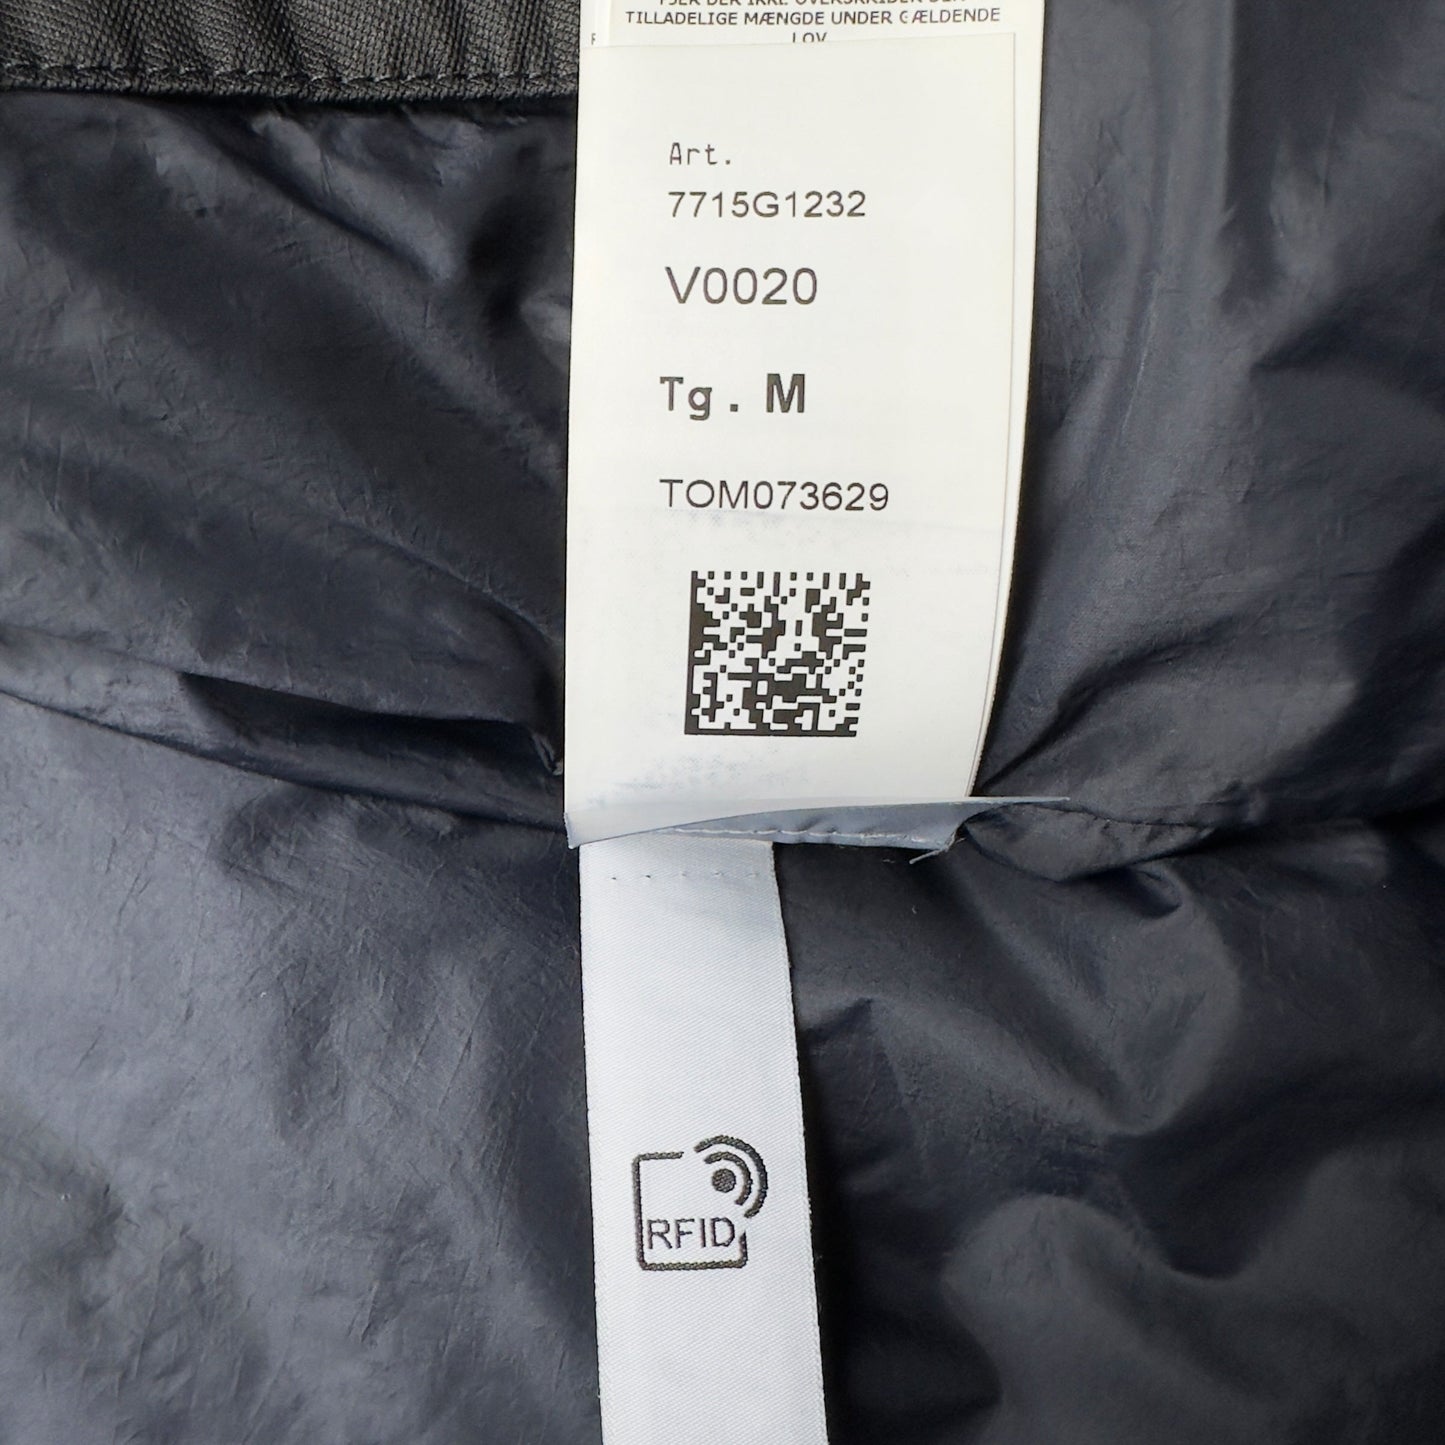 TILLADELIGE MÆNGDE UNDER GÆLDENDE
LOV
Art.
7715G1232
V0020
Tg. M
TOM073629
RFID